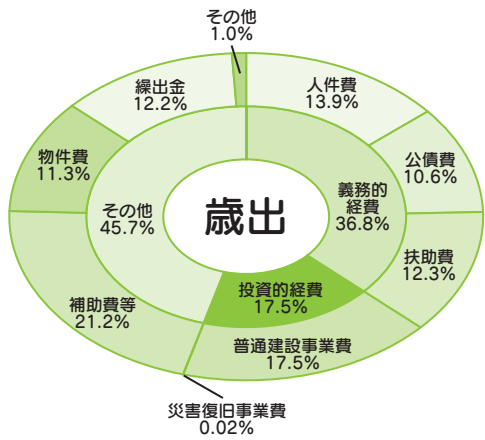 その他
1.0%
人件費
13.9%
公債費
10.6%
扶助費
12.3%
普通建設事業費
17.5%
災害復旧事業費
0.02%
補助費等
21.2%
物件費
11.3%
繰出金
12.2%
義務的
経費
36.8%
投資的経費
17.5%
その他
45.7%
歳出